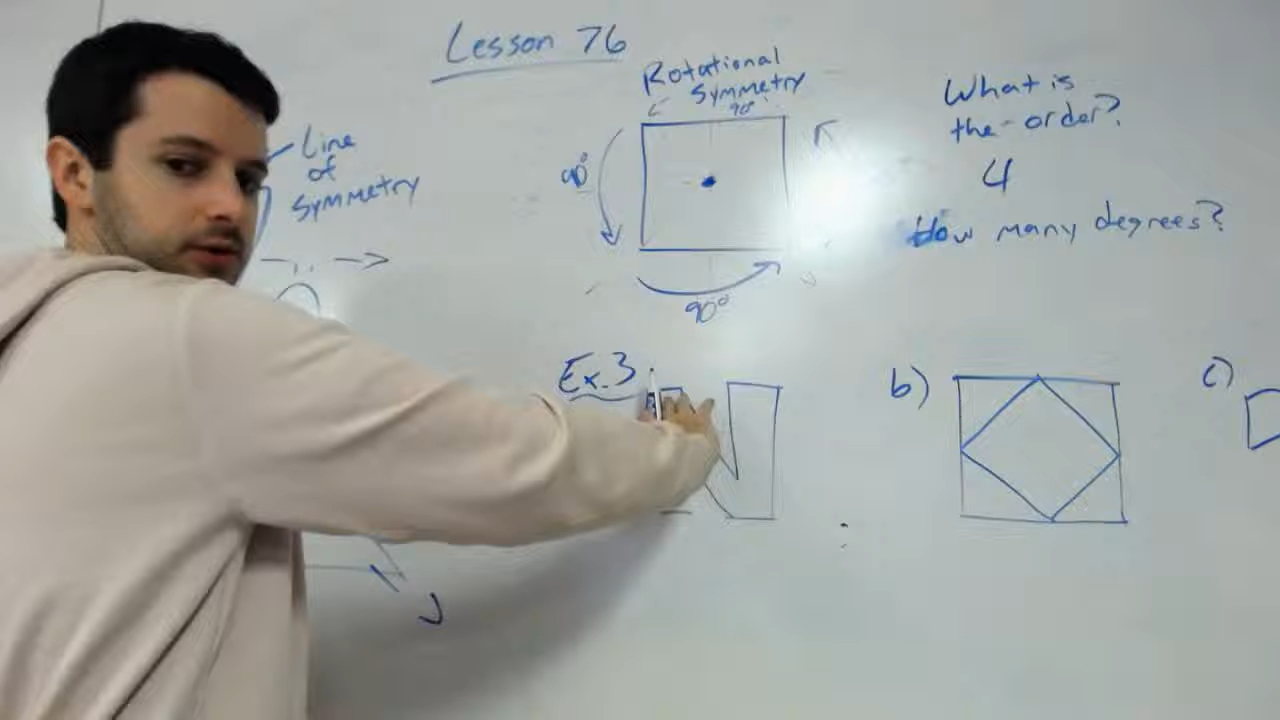 Lesson 76
Line
of
Symmetry
Rotational
Symmetry
90°
90°
90°
What is
the order?
4
How many degrees?
Ex. 3
b)
c)